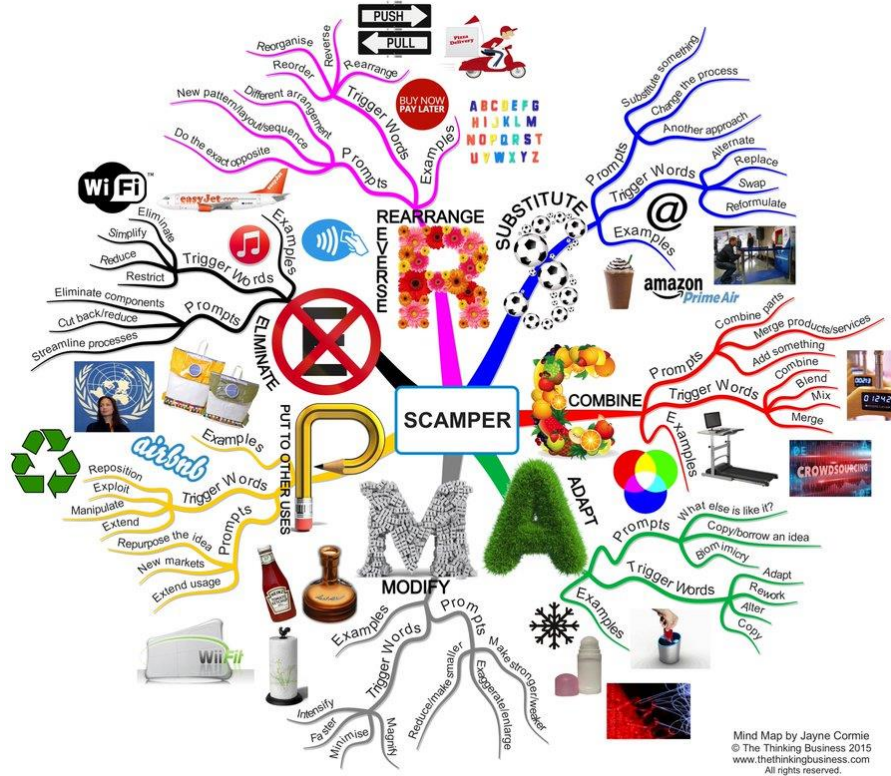 SCAMPER
SUBSTITUTE
Prompts
Substitute something
Change the process
Another approach
Trigger Words
Alternate
Replace
Swap
Reformulate
Examples
@
amazon
PrimeAir
C
COMBINE
Prompts
Combine parts
Merge products/services
Add something
Trigger Words
Combine
Blend
Mix
Merge
Examples
CROWDSOURCING
A
ADAPT
Prompts
What else is like it?
Copy/borrow an idea
Biomimicry
Trigger Words
Adapt
Rework
Alter
Copy
Examples
M
MODIFY
Prompts
Make stronger/weaker
Exaggerate/enlarge
Reduce/make smaller
Trigger Words
Intensify
Faster
Minimise
Magnify
Examples
HEINZ
Wii Fit
P
PUT TO OTHER USES
Examples
airbnb
Trigger Words
Reposition
Exploit
Manipulate
Extend
Prompts
Repurpose the idea
New markets
Extend usage
E
ELIMINATE
Examples
Wi Fi
easyJet.com
Trigger Words
Eliminate
Simplify
Reduce
Restrict
Prompts
Eliminate components
Cut back/reduce
Streamline processes
R
REARRANGE
REVERSE
Trigger Words
Reorganise
Reorder
Reverse
Rearrange
Prompts
Different arrangement
New pattern/layout/sequence
Do the exact opposite
Examples
PUSH
PULL
Pizza
Delivery
BUY NOW
PAY LATER
A B C D E F G
H I J K L M
N O P Q R S T
U V W X Y Z
Mind Map by Jayne Cormie
© The Thinking Business 2015
www.thethinkingbusiness.com
All rights reserved.